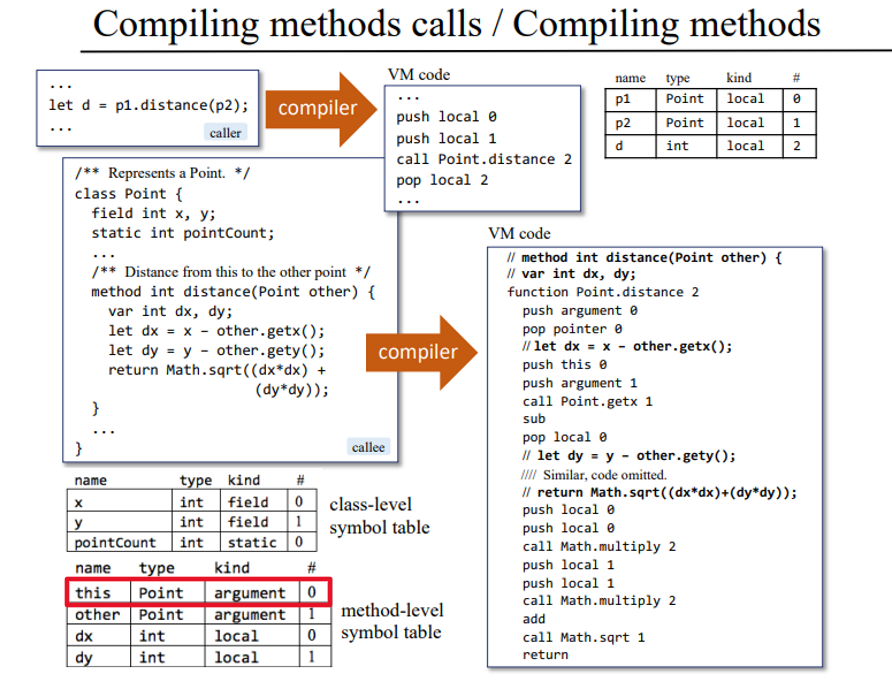 Compiling methods calls / Compiling methods
...
let d = p1.distance(p2);
...
caller
compiler
VM code
...
push local 0
push local 1
call Point.distance 2
pop local 2
...
name type kind #
p1 Point local 0
p2 Point local 1
d int local 2
/** Represents a Point. */
class Point {
field int x, y;
static int pointCount;
...
/** Distance from this to the other point */
method int distance(Point other) {
var int dx, dy;
let dx = x - other.getx();
let dy = y - other.gety();
return Math.sqrt((dx*dx) +
(dy*dy));
}
...
}
callee
compiler
VM code
// method int distance(Point other) {
// var int dx, dy;
function Point.distance 2
push argument 0
pop pointer 0
// let dx = x - other.getx();
push this 0
push argument 1
call Point.getx 1
sub
pop local 0
// let dy = y - other.gety();
//// Similar, code omitted.
// return Math.sqrt((dx*dx)+(dy*dy));
push local 0
push local 0
call Math.multiply 2
push local 1
push local 1
call Math.multiply 2
add
call Math.sqrt 1
return
name type kind #
x int field 0
y int field 1
pointCount int static 0
class-level
symbol table
name type kind #
this Point argument 0
other Point argument 1
dx int local 0
dy int local 1
method-level
symbol table